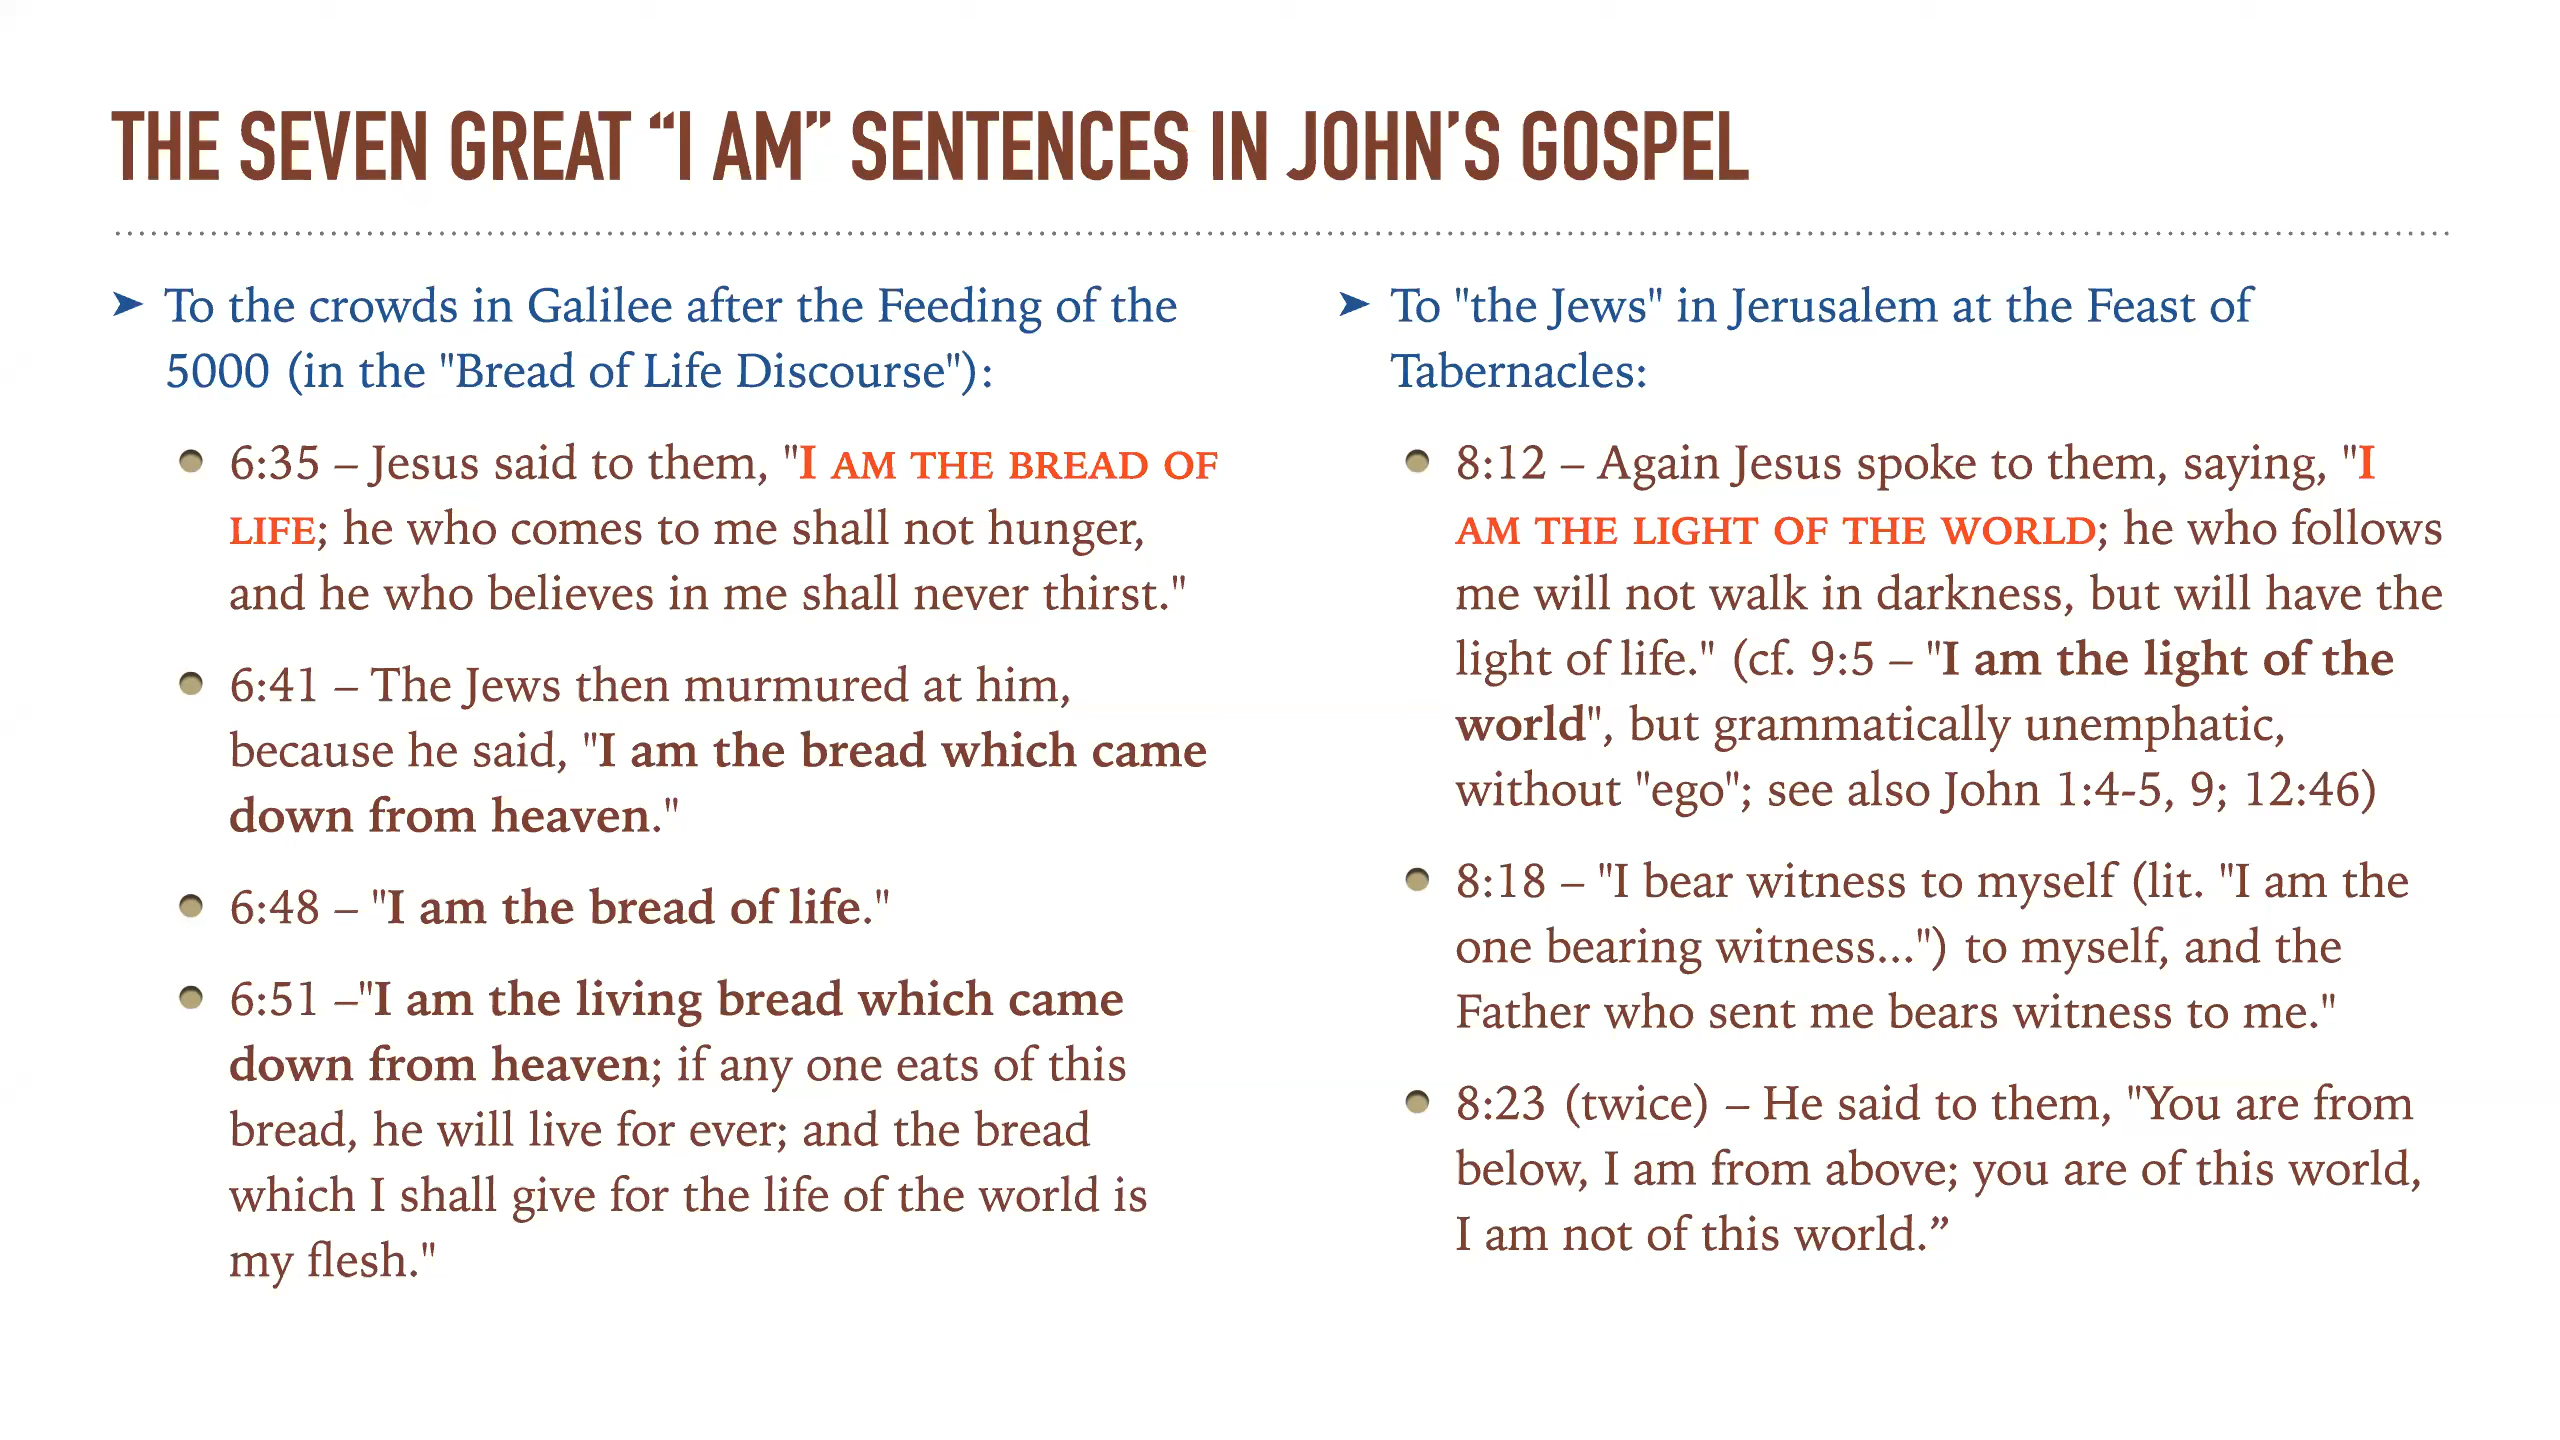 THE SEVEN GREAT “I AM” SENTENCES IN JOHN’S GOSPEL
➤ To the crowds in Galilee after the Feeding of the
5000 (in the "Bread of Life Discourse"):
• 6:35 – Jesus said to them, "I AM THE BREAD OF
LIFE; he who comes to me shall not hunger,
and he who believes in me shall never thirst."
• 6:41 – The Jews then murmured at him,
because he said, "I am the bread which came
down from heaven."
• 6:48 – "I am the bread of life."
• 6:51 –"I am the living bread which came
down from heaven; if any one eats of this
bread, he will live for ever; and the bread
which I shall give for the life of the world is
my flesh."
➤ To "the Jews" in Jerusalem at the Feast of
Tabernacles:
• 8:12 – Again Jesus spoke to them, saying, "I
AM THE LIGHT OF THE WORLD; he who follows
me will not walk in darkness, but will have the
light of life." (cf. 9:5 – "I am the light of the
world", but grammatically unemphatic,
without "ego"; see also John 1:4-5, 9; 12:46)
• 8:18 – "I bear witness to myself (lit. "I am the
one bearing witness...") to myself, and the
Father who sent me bears witness to me."
• 8:23 (twice) – He said to them, "You are from
below, I am from above; you are of this world,
I am not of this world.”